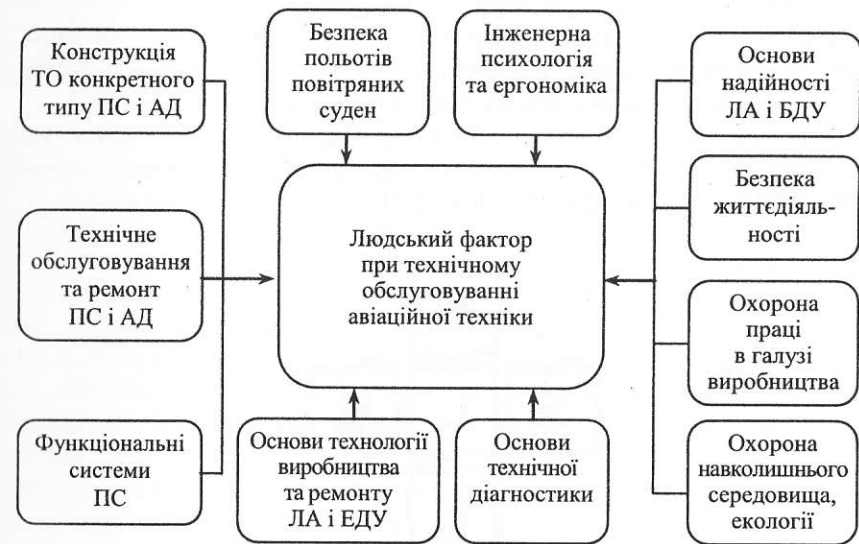 Конструкція
ТО конкретного
типу ПС і АД
Безпека
польотів
повітряних
суден
Інженерна
психологія
та ергономіка
Основи
надійності
ЛА і БДУ
Технічне
обслуговування
та ремонт
ПС і АД
Людський фактор
при технічному
обслуговуванні
авіаційної техніки
Безпека
життєдіяль-
ності
Охорона
праці
в галузі
виробництва
Функціональні
системи
ПС
Основи технології
виробництва
та ремонту
ЛА і ЕДУ
Основи
технічної
діагностики
Охорона
навколишнього
середовища,
екології